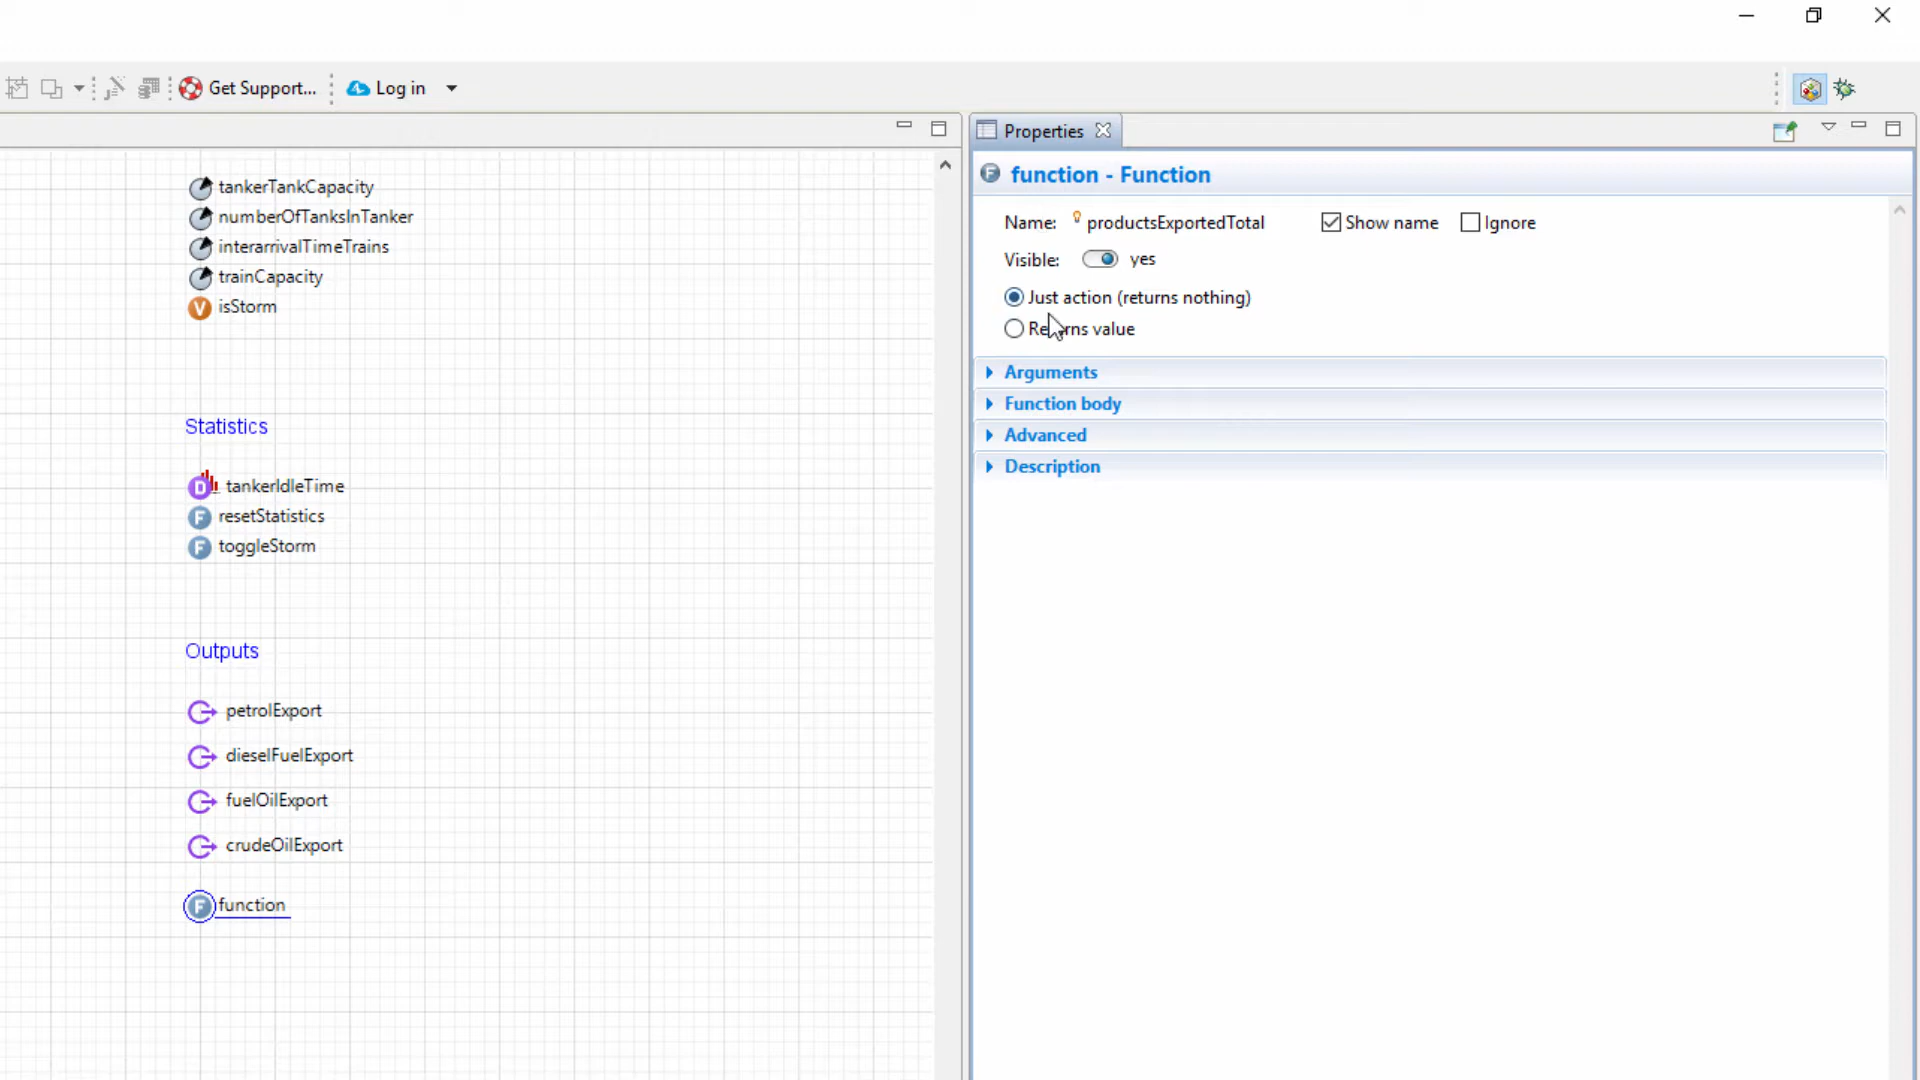 Get Support...
Log in
Properties
tankerTankCapacity
numberOfTanksInTanker
interarrivalTimeTrains
trainCapacity
V isStorm
Statistics
D tankerIdleTime
F resetStatistics
F toggleStorm
Outputs
petrolExport
dieselFuelExport
fuelOilExport
crudeOilExport
F function
F function - Function
Name: productsExportedTotal Show name Ignore
Visible: yes
Just action (returns nothing)
Returns value
Arguments
Function body
Advanced
Description